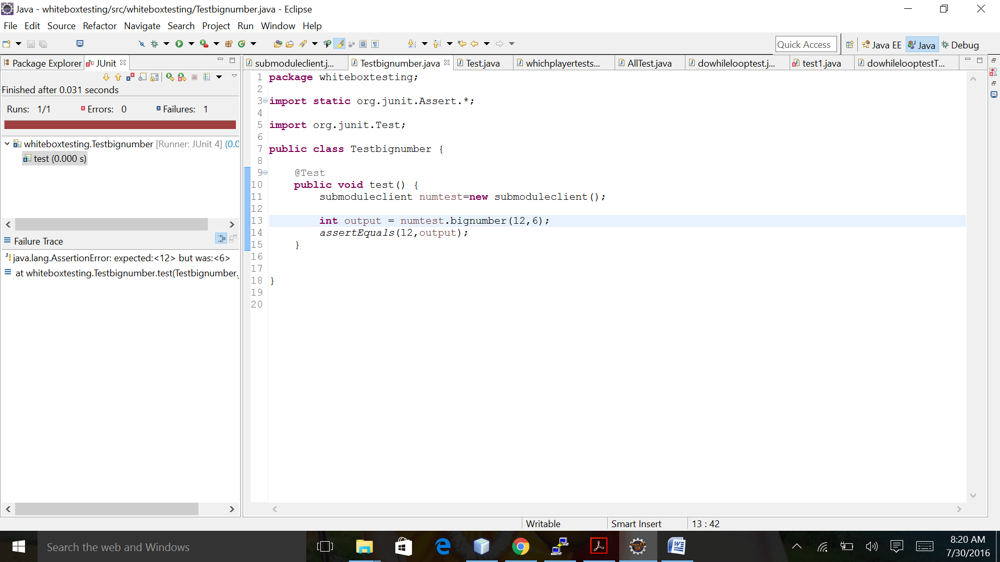 Java - whiteboxtesting/src/whiteboxtesting/Testbignumber.java - Eclipse
File Edit Source Refactor Navigate Search Project Run Window Help
Quick Access Java EE Java Debug
Package Explorer JUnit
Finished after 0.031 seconds
Runs: 1/1 Errors: 0 Failures: 1
whiteboxtesting.Testbignumber [Runner: JUnit 4] (0.0
test (0.000 s)
Failure Trace
java.lang.AssertionError: expected:<12> but was:<6>
at whiteboxtesting.Testbignumber.test(Testbignumber.
submoduleclient.j... Testbignumber.java Test.java whichplayertests... AllTest.java dowhilelooptest.j... test1.java dowhilelooptestT...
1 package whiteboxtesting;
2
3 import static org.junit.Assert.*;
4
5 import org.junit.Test;
6
7 public class Testbignumber {
8
9 @Test
10 public void test() {
11 submoduleclient numtest=new submoduleclient();
12
13 int output = numtest.bignumber(12,6);
14 assertEquals(12,output);
15 }
16
17
18 }
19
20
Writable Smart Insert 13 : 42
Search the web and Windows
8:20 AM
7/30/2016